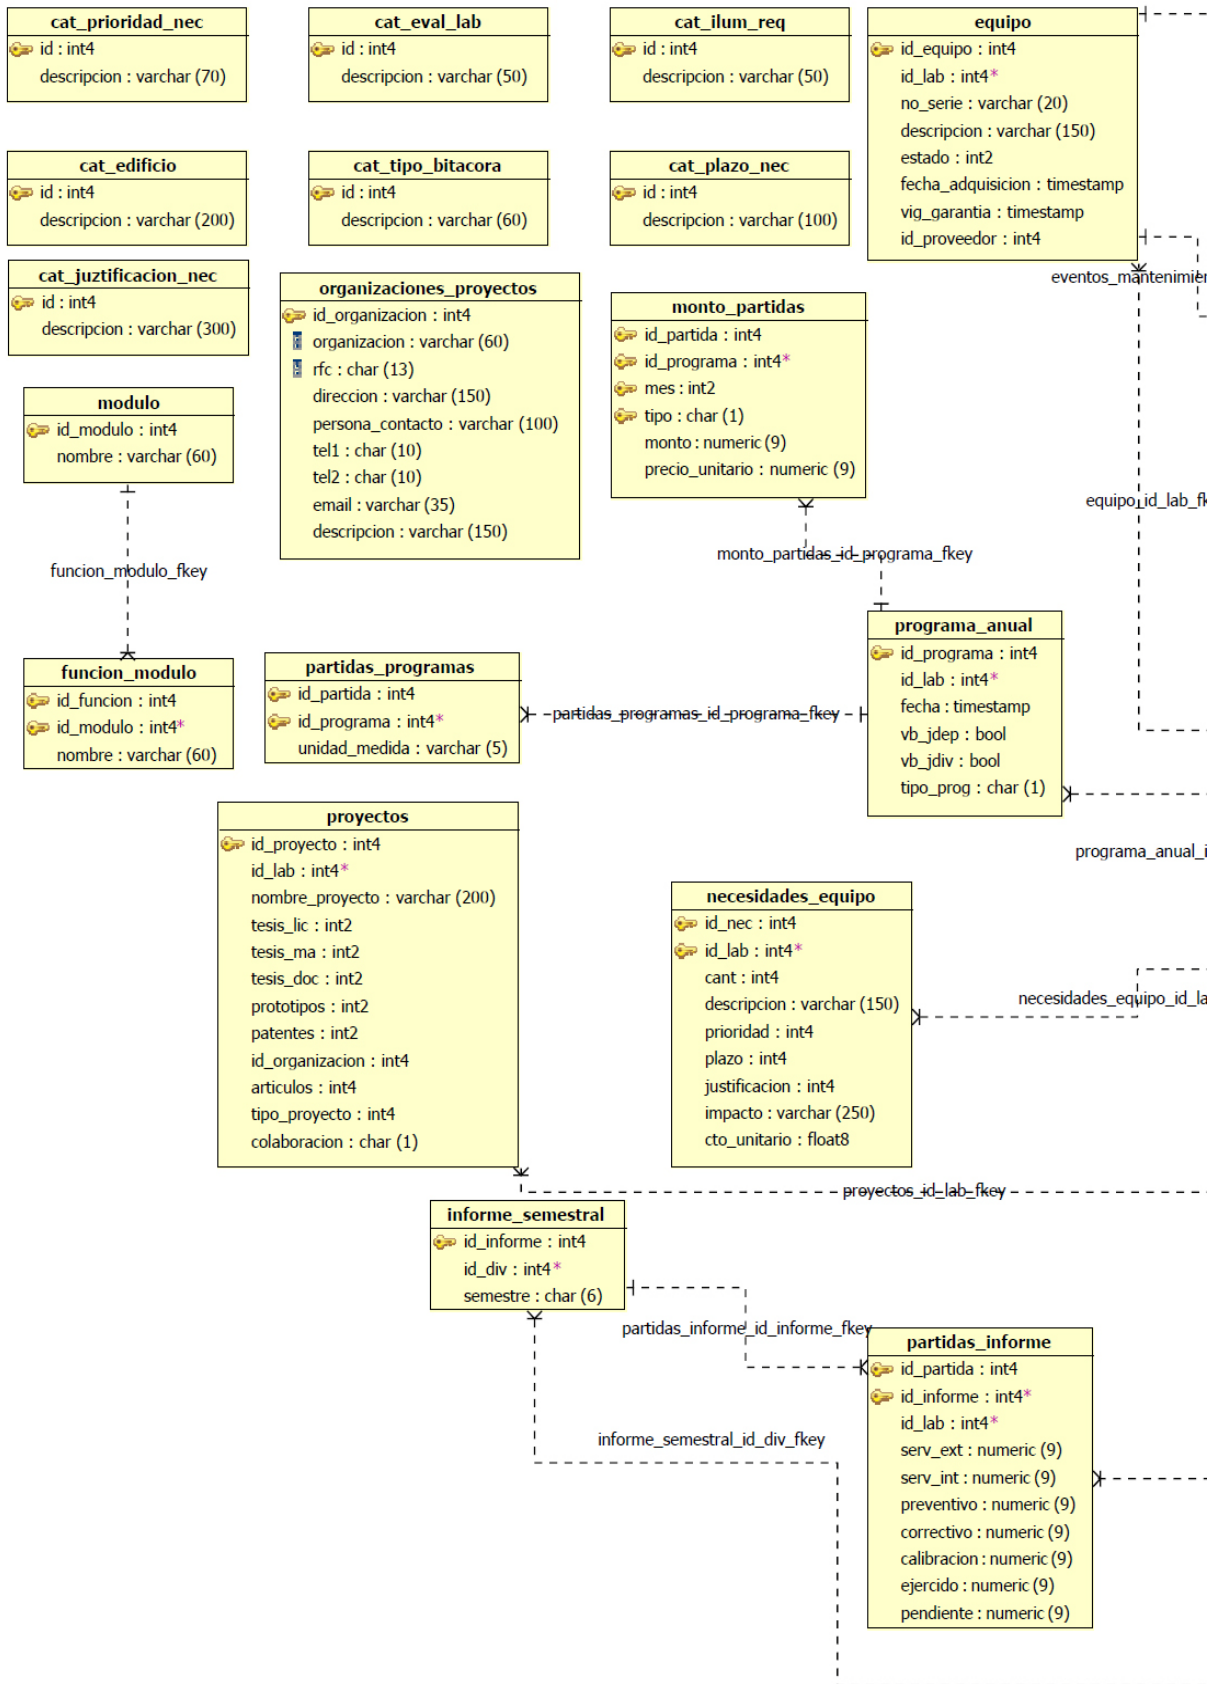 cat_prioridad_nec
id : int4
descripcion : varchar (70)
cat_eval_lab
id : int4
descripcion : varchar (50)
cat_ilum_req
id : int4
descripcion : varchar (50)
equipo
id_equipo : int4
id_lab : int4*
no_serie : varchar (20)
descripcion : varchar (150)
estado : int2
fecha_adquisicion : timestamp
vig_garantia : timestamp
id_proveedor : int4
cat_edificio
id : int4
descripcion : varchar (200)
cat_tipo_bitacora
id : int4
descripcion : varchar (60)
cat_plazo_nec
id : int4
descripcion : varchar (100)
cat_juztificacion_nec
id : int4
descripcion : varchar (300)
organizaciones_proyectos
id_organizacion : int4
organizacion : varchar (60)
rfc : char (13)
direccion : varchar (150)
persona_contacto : varchar (100)
tel1 : char (10)
tel2 : char (10)
email : varchar (35)
descripcion : varchar (150)
monto_partidas
id_partida : int4
id_programa : int4*
mes : int2
tipo : char (1)
monto : numeric (9)
precio_unitario : numeric (9)
eventos_mantenimier
modulo
id_modulo : int4
nombre : varchar (60)
equipo_id_lab_fk
monto_partidas_id_programa_fkey
funcion_modulo_fkey
funcion_modulo
id_funcion : int4
id_modulo : int4*
nombre : varchar (60)
partidas_programas
id_partida : int4
id_programa : int4*
unidad_medida : varchar (5)
partidas_programas_id_programa_fkey
programa_anual
id_programa : int4
id_lab : int4*
fecha : timestamp
vb_jdep : bool
vb_jdiv : bool
tipo_prog : char (1)
programa_anual_i
proyectos
id_proyecto : int4
id_lab : int4*
nombre_proyecto : varchar (200)
tesis_lic : int2
tesis_ma : int2
tesis_doc : int2
prototipos : int2
patentes : int2
id_organizacion : int4
articulos : int4
tipo_proyecto : int4
colaboracion : char (1)
necesidades_equipo
id_nec : int4
id_lab : int4*
cant : int4
descripcion : varchar (150)
prioridad : int4
plazo : int4
justificacion : int4
impacto : varchar (250)
cto_unitario : float8
necesidades_equipo_id_la
proyectos_id_lab_fkey
informe_semestral
id_informe : int4
id_div : int4*
semestre : char (6)
partidas_informe_id_informe_fkey
informe_semestral_id_div_fkey
partidas_informe
id_partida : int4
id_informe : int4*
id_lab : int4*
serv_ext : numeric (9)
serv_int : numeric (9)
preventivo : numeric (9)
correctivo : numeric (9)
calibracion : numeric (9)
ejercido : numeric (9)
pendiente : numeric (9)